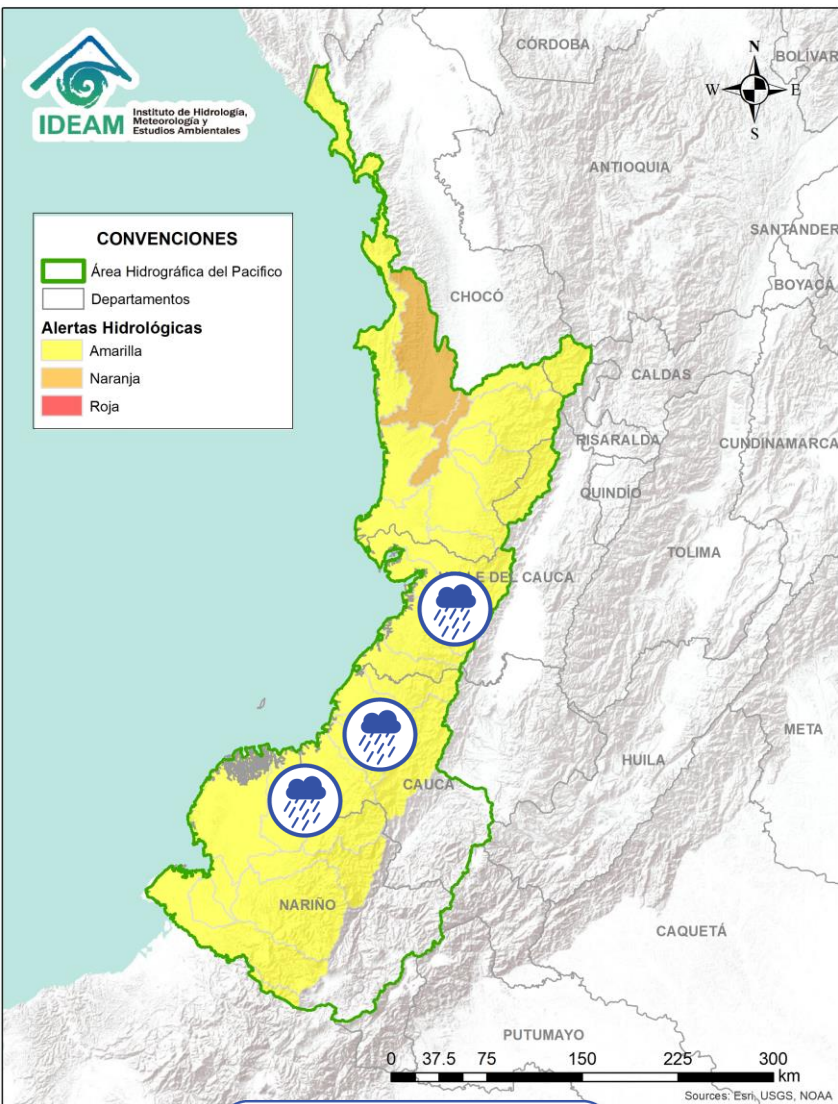 IDEAM
Instituto de Hidrología,
Meteorología y
Estudios Ambientales
CÓRDOBA
BOLÍVAR
N
W
E
S
ANTIOQUIA
SANTANDER
BOYACÁ
CONVENCIONES
Área Hidrográfica del Pacifico
Departamentos
Alertas Hidrológicas
Amarilla
Naranja
Roja
CHOCÓ
CALDAS
RISARALDA
CUNDINAMARCA
QUINDÍO
TOLIMA
DEL CAUCA
META
HUILA
CAUCA
NARIÑO
CAQUETÁ
PUTUMAYO
0 37.5 75 150 225 300
km
Sources: Esri, USGS, NOAA